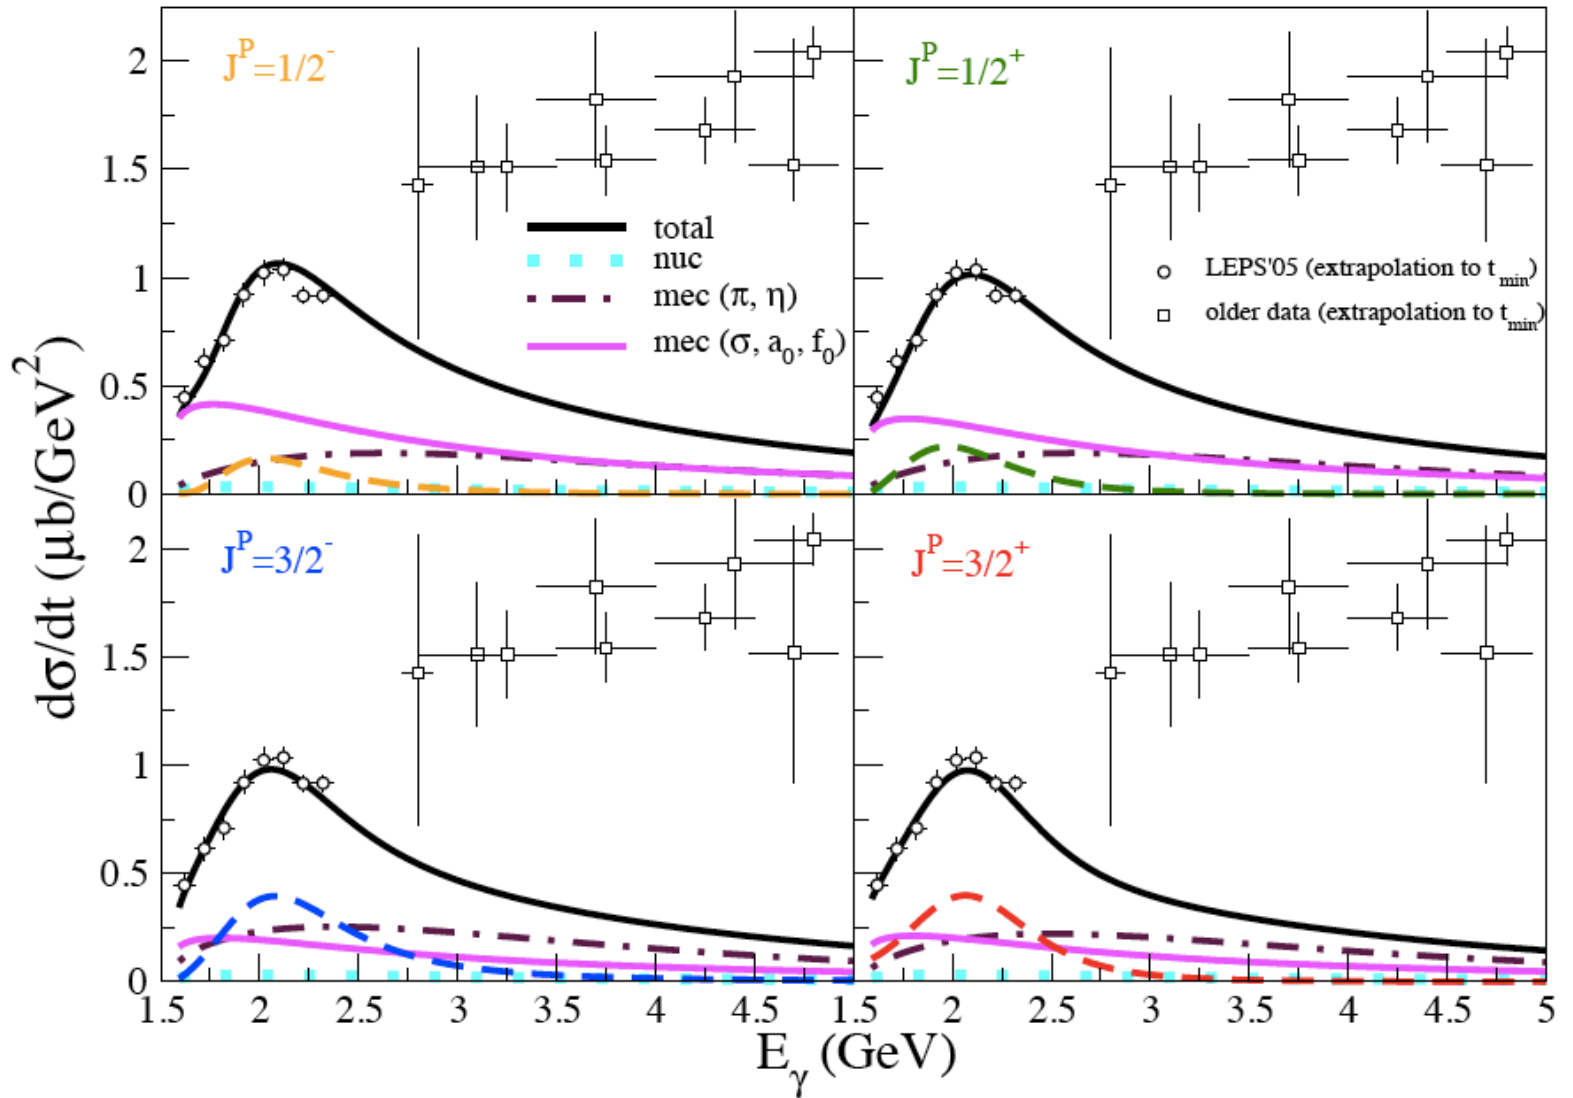 J^P=1/2^-
J^P=1/2^+
total
nuc
mec (π, η)
mec (σ, a_0, f_0)
LEPS'05 (extrapolation to t_min)
older data (extrapolation to t_min)
2
1.5
1
0.5
0
dσ/dt (μb/GeV^2)
J^P=3/2^-
J^P=3/2^+
2
1.5
1
0.5
0
1.5 2 2.5 3 3.5 4 4.5 1.5 2 2.5 3 3.5 4 4.5 5
E_γ (GeV)